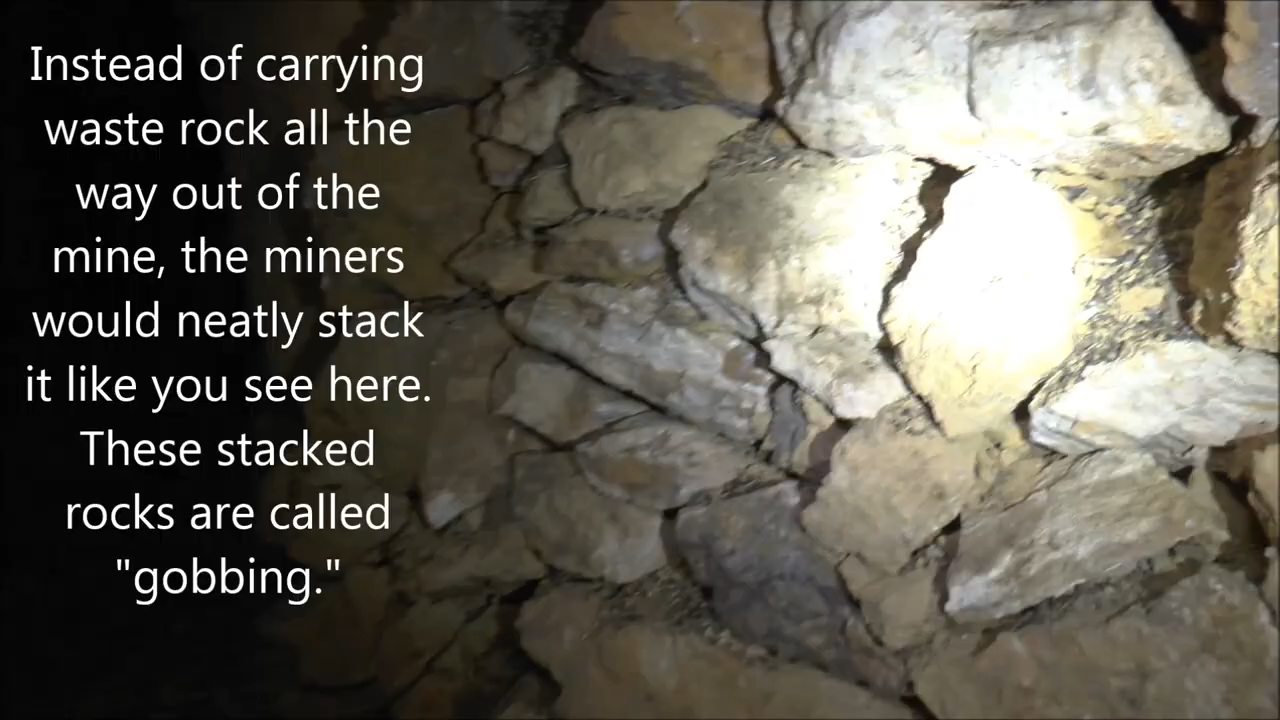 Instead of carrying
waste rock all the
way out of the
mine, the miners
would neatly stack
it like you see here.
These stacked
rocks are called
"gobbing."